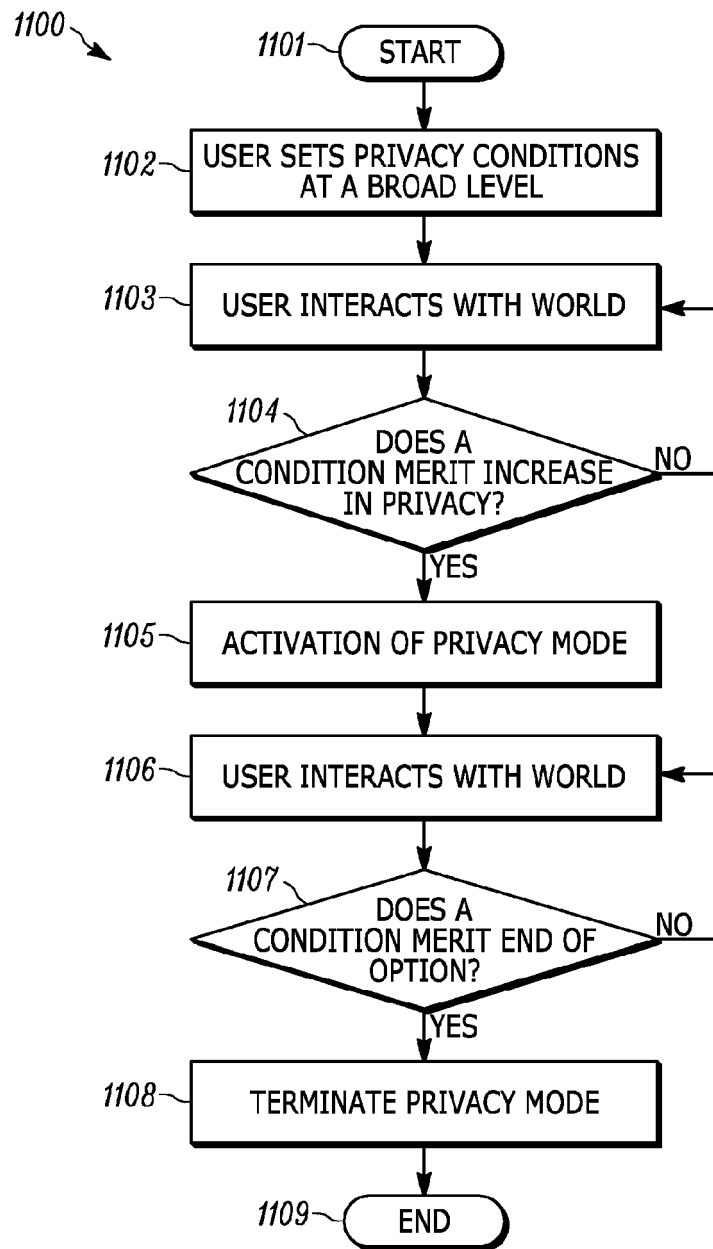 1100
1101
START
1102
USER SETS PRIVACY CONDITIONS
AT A BROAD LEVEL
1103
USER INTERACTS WITH WORLD
1104
DOES A
CONDITION MERIT INCREASE
IN PRIVACY?
NO
YES
1105
ACTIVATION OF PRIVACY MODE
1106
USER INTERACTS WITH WORLD
1107
DOES A
CONDITION MERIT END OF
OPTION?
NO
YES
1108
TERMINATE PRIVACY MODE
1109
END